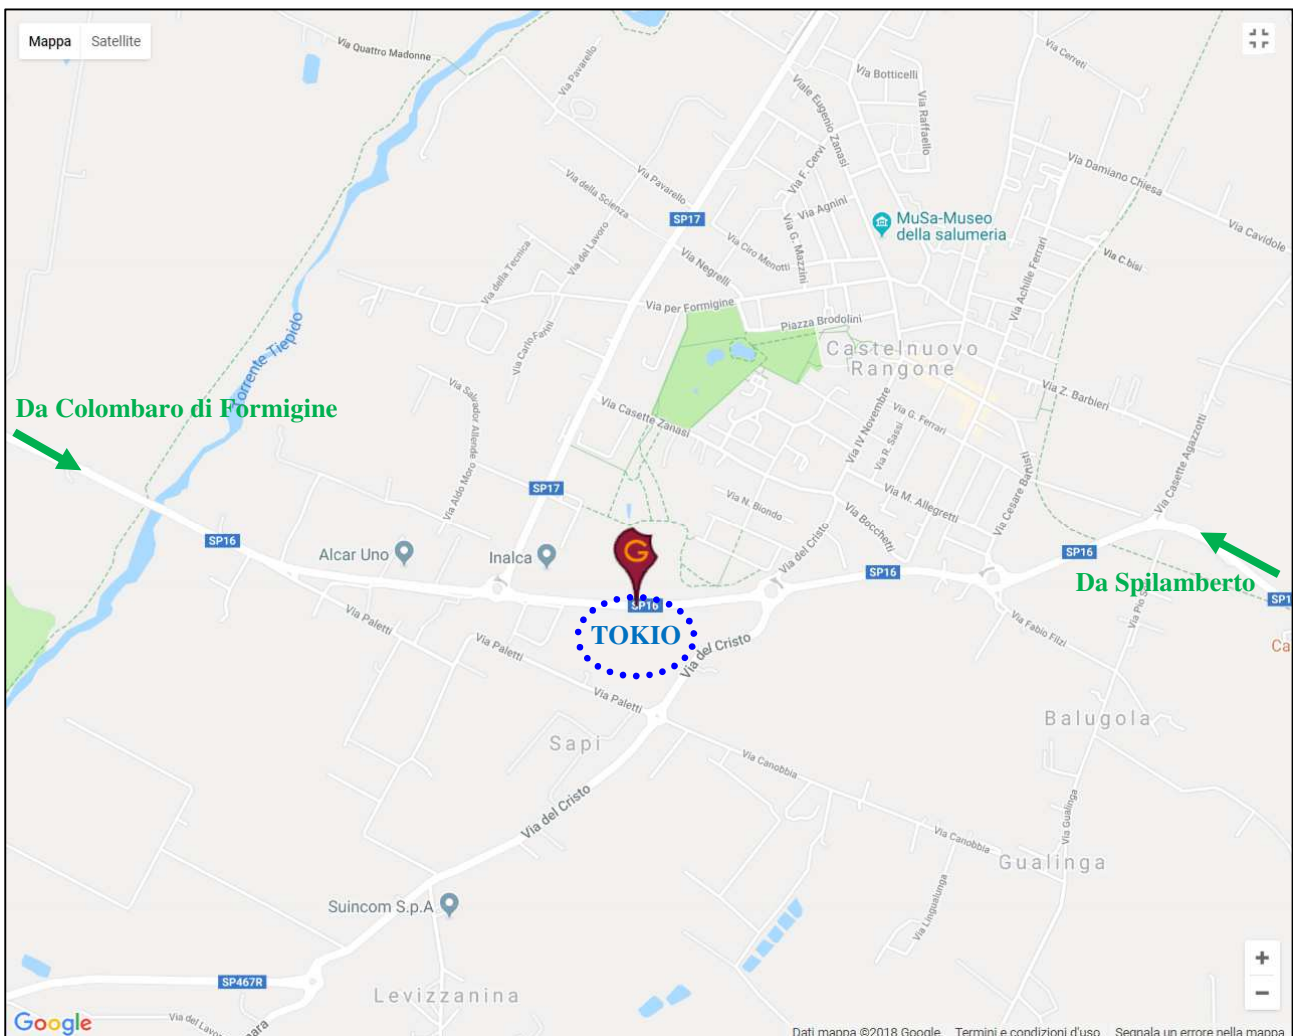 Mappa Satellite
Via Quattro Madonne
Via Pavarello
Via Botticelli
Via Cerreti
Viale Eugenio Zanasi
Via Raffaello
Via Damiano Chiesa
Via F. Cervi
Via Pavarello
Via della Scienza
Via Agnini
SP17
MuSa-Museo
della salumeria
Via Cavidole
Via del Lavoro
Via Ciro Menotti
Via G. Mazzini
Via Negrelli
Via della Tecnica
Via Achille Ferrari
Via per Formigine
Piazza Brodolini
Torrente Tiepido
Via Carlo Farini
Castelnuovo
Rangone
Via Salvador Allende
Via Z. Barbieri
Da Colombaro di Formigine
Via Casette Zanasi
Via IV Novembre
Via G. Ferrari
Via R. Sassi
Via Casette Agazzotti
Via Aldo Moro
Via Cesare Battisti
SP17
Via N. Biondo
Via M. Allegretti
Via Bocchetti
SP16
Alcar Uno
Inalca
G
Via del Cristo
SP16
SP16
Da Spilamberto
SP16
TOKIO
Via Paletti
Via Paletti
Via del Cristo
Via Fabio Filzi
Via Paletti
Sapi
Balugola
Via Canobbia
Via Gualinga
Via del Cristo
Via Canobbia
Gualinga
Via Lingualunga
Suincom S.p.A
SP467R
Levizzanina
Google
Dati mappa ©2018 Google Termini e condizioni d'uso Segnala un errore nella mappa